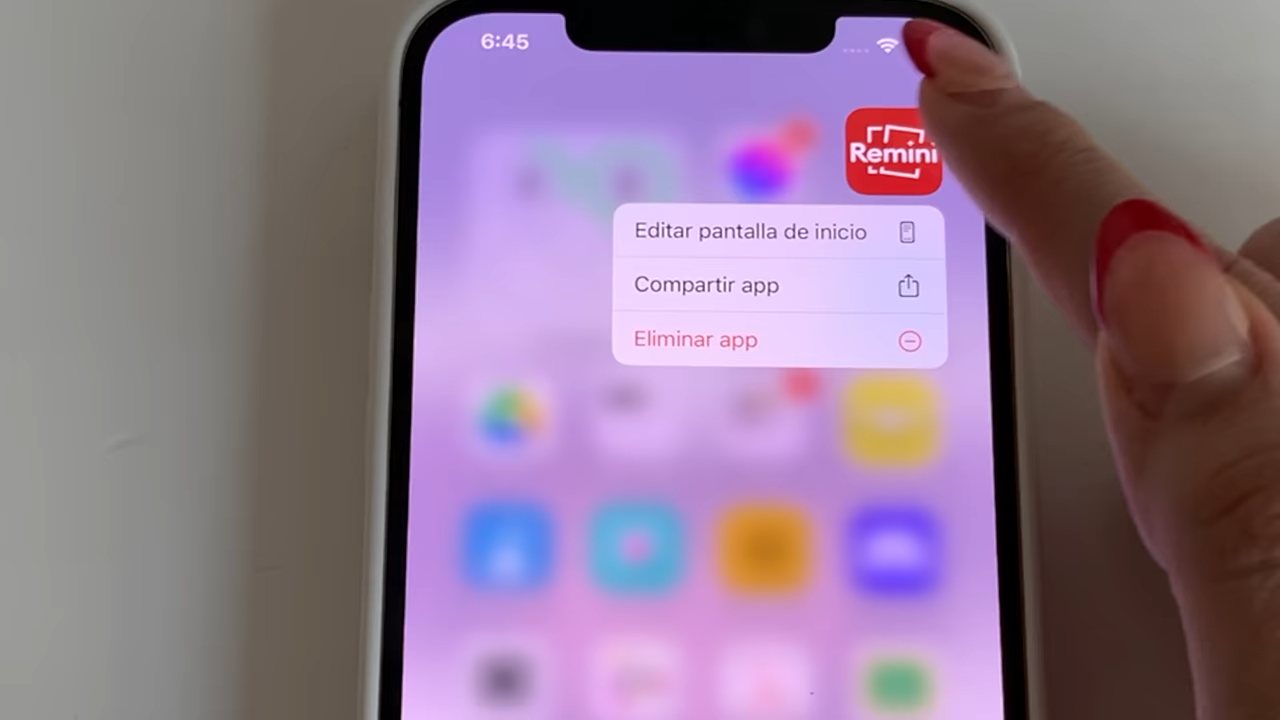 6:45
Remini
Editar pantalla de inicio
Compartir app
Eliminar app